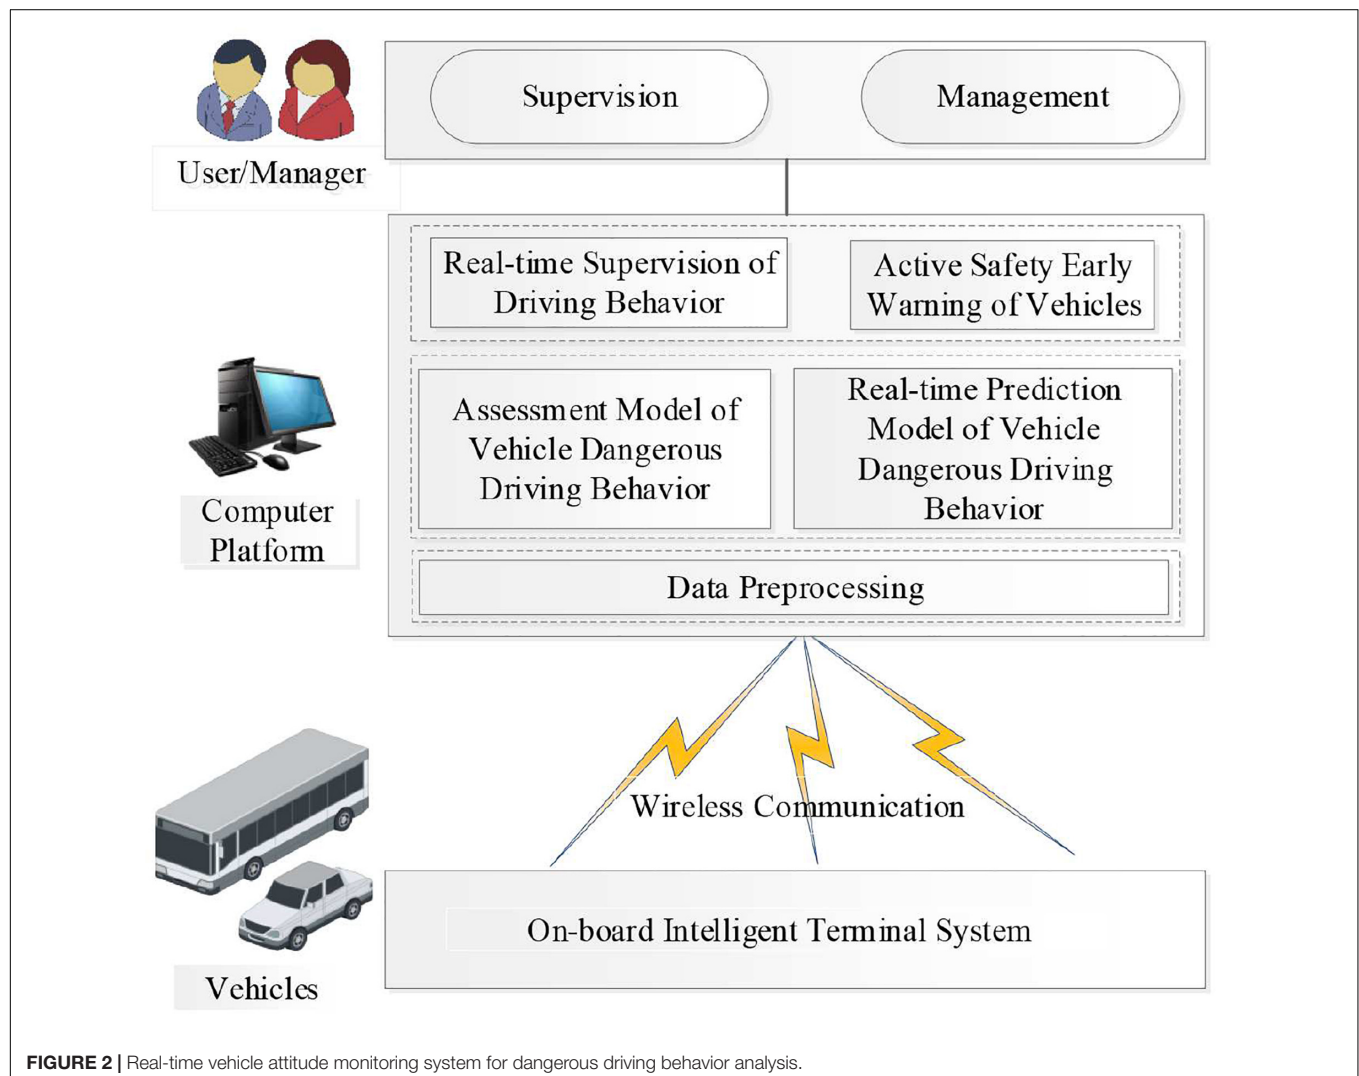 Supervision
Management
User/Manager
Real-time Supervision of
Driving Behavior
Active Safety Early
Warning of Vehicles
Assessment Model of
Vehicle Dangerous
Driving Behavior
Real-time Prediction
Model of Vehicle
Dangerous Driving
Behavior
Computer
Platform
Data Preprocessing
Wireless Communication
On-board Intelligent Terminal System
Vehicles
FIGURE 2 | Real-time vehicle attitude monitoring system for dangerous driving behavior analysis.